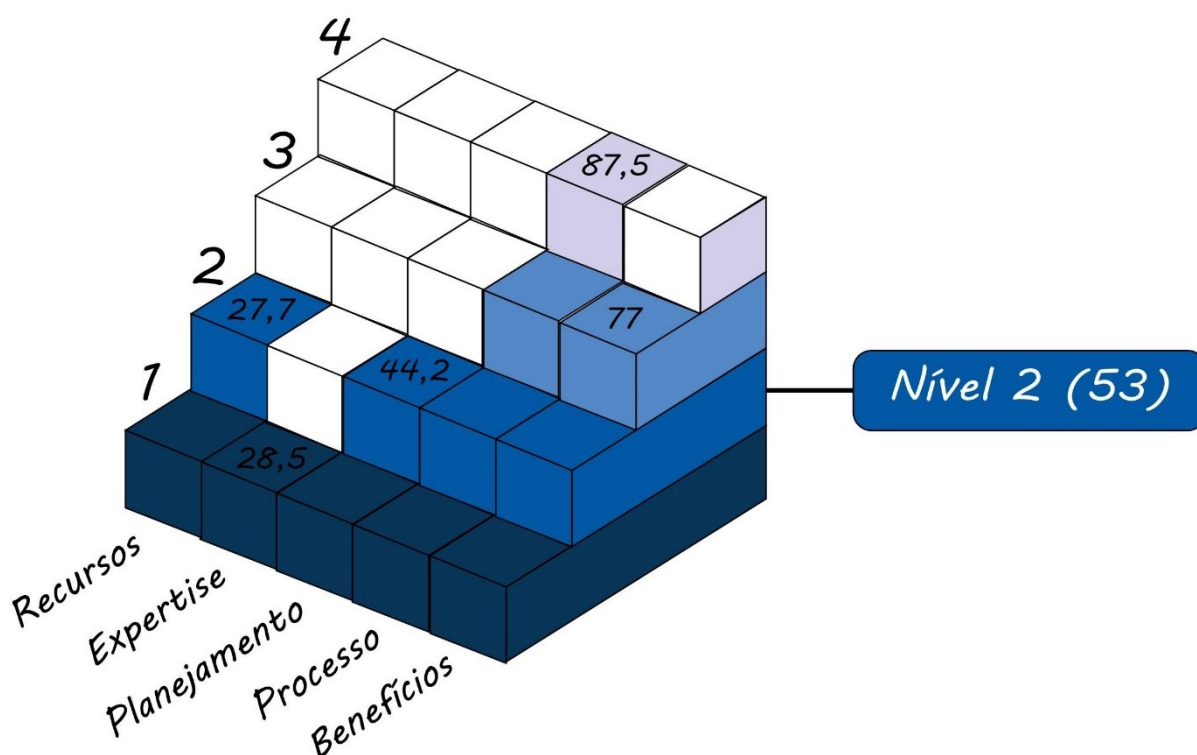 4
87,5
3
77
2
27,7
44,2
Nível 2 (53)
1
28,5
Recursos
Expertise
Planejamento
Processo
Benefícios